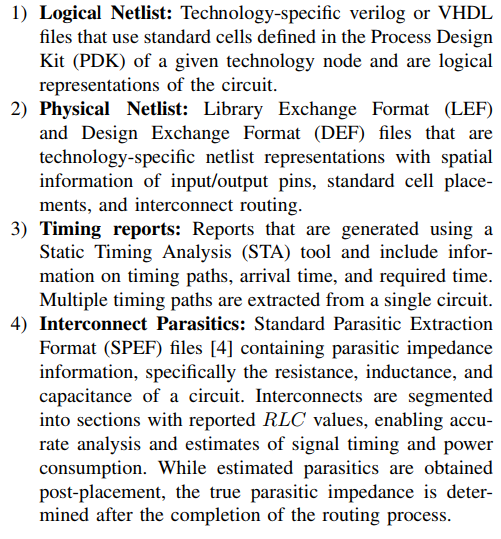 1) Logical Netlist: Technology-specific verilog or VHDL
files that use standard cells defined in the Process Design
Kit (PDK) of a given technology node and are logical
representations of the circuit.
2) Physical Netlist: Library Exchange Format (LEF)
and Design Exchange Format (DEF) files that are
technology-specific netlist representations with spatial
information of input/output pins, standard cell place-
ments, and interconnect routing.
3) Timing reports: Reports that are generated using a
Static Timing Analysis (STA) tool and include infor-
mation on timing paths, arrival time, and required time.
Multiple timing paths are extracted from a single circuit.
4) Interconnect Parasitics: Standard Parasitic Extraction
Format (SPEF) files [4] containing parasitic impedance
information, specifically the resistance, inductance, and
capacitance of a circuit. Interconnects are segmented
into sections with reported RLC values, enabling accu-
rate analysis and estimates of signal timing and power
consumption. While estimated parasitics are obtained
post-placement, the true parasitic impedance is deter-
mined after the completion of the routing process.